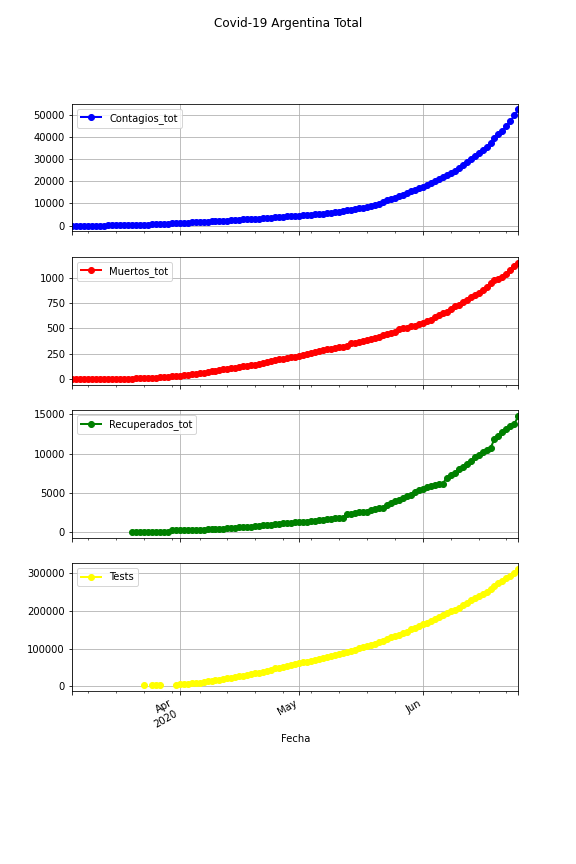 Covid-19 Argentina Total
50000
40000
30000
20000
10000
0
Contagios_tot
1000
750
500
250
0
Muertos_tot
15000
10000
5000
0
Recuperados_tot
300000
200000
100000
0
Tests
Apr
2020
May
Jun
Fecha